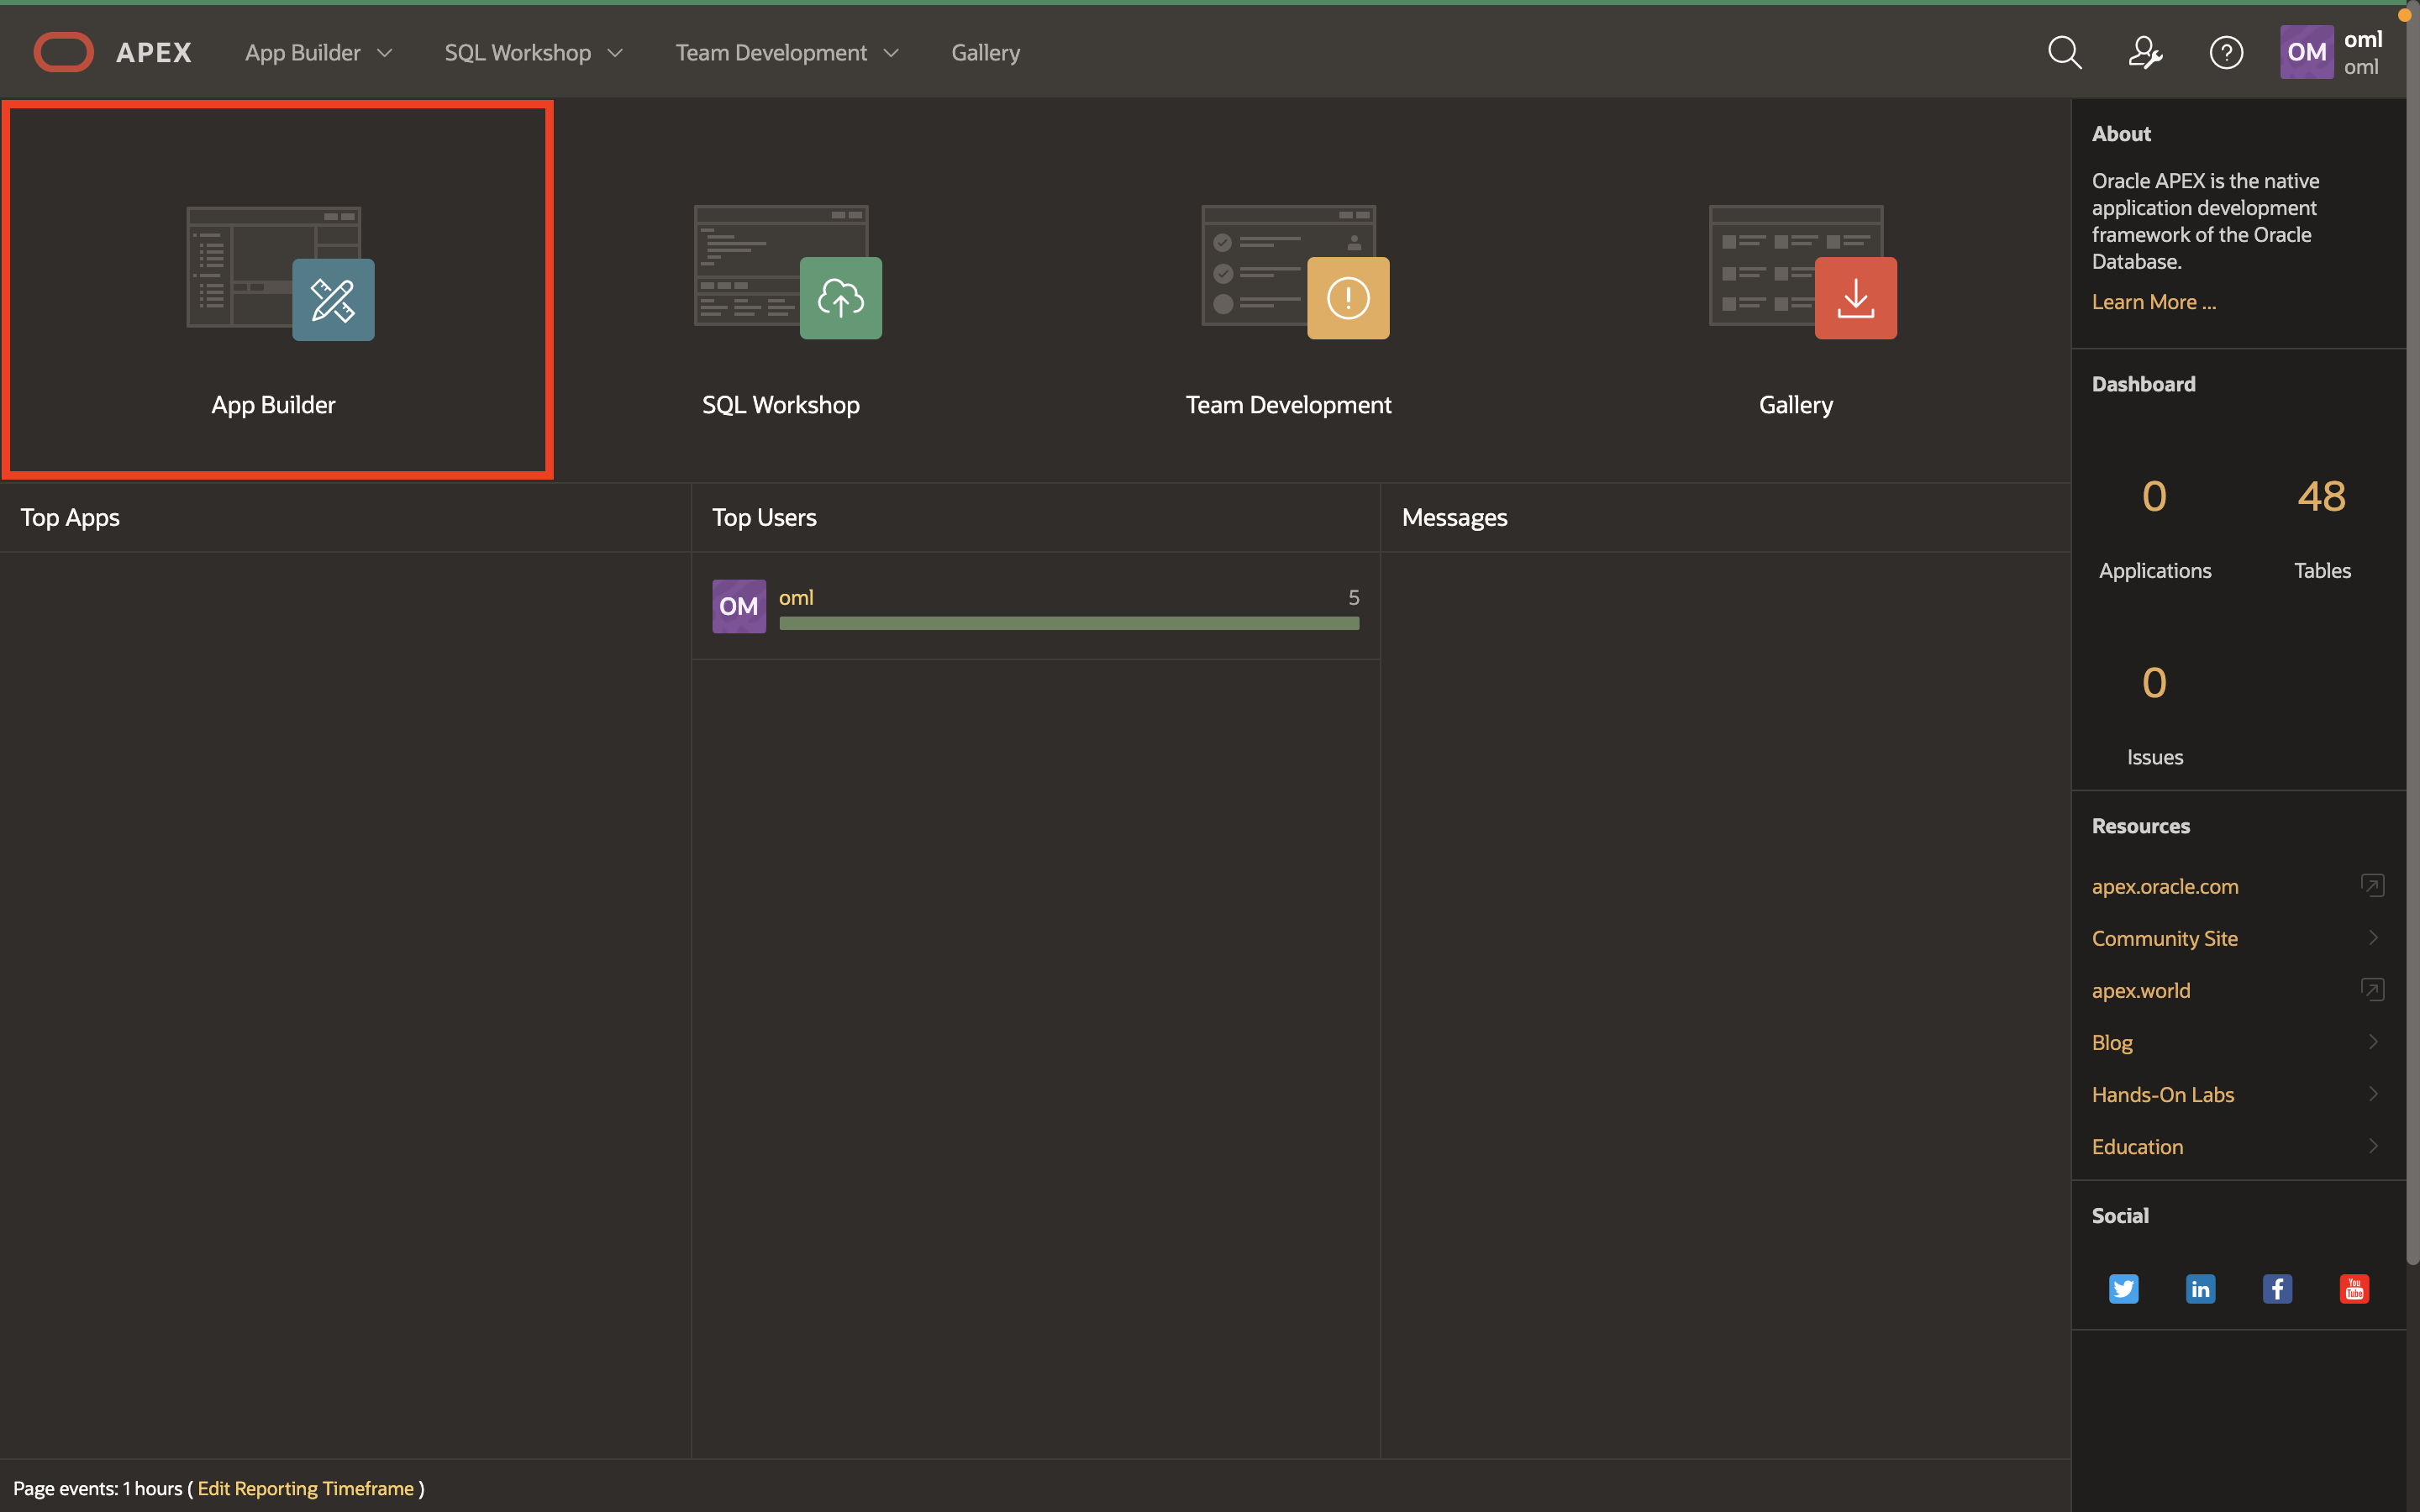 APEX
App Builder
SQL Workshop
Team Development
Gallery
OM
oml
oml
App Builder
SQL Workshop
Team Development
Gallery
Top Apps
Top Users
OM
oml
5
Messages
About
Oracle APEX is the native
application development
framework of the Oracle
Database.
Learn More ...
Dashboard
0
48
Applications
Tables
0
Issues
Resources
apex.oracle.com
Community Site
apex.world
Blog
Hands-On Labs
Education
Social
in
f
You
Tube
Page events: 1 hours ( Edit Reporting Timeframe )